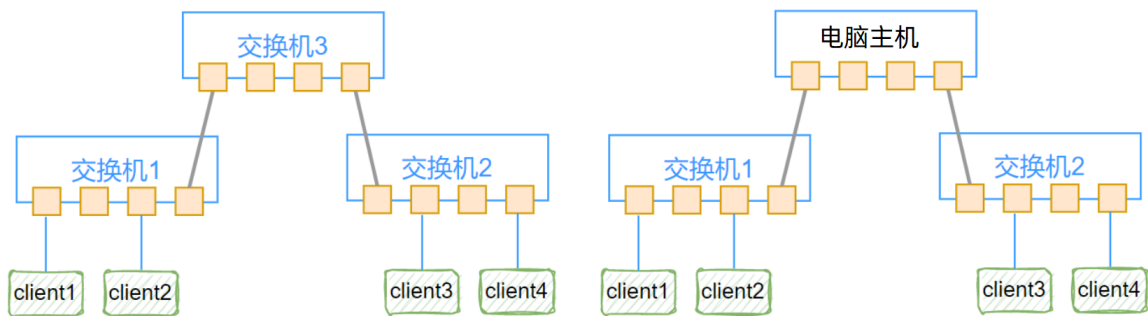 交换机3
交换机1
交换机2
client1
client2
client3
client4
电脑主机
交换机1
交换机2
client1
client2
client3
client4